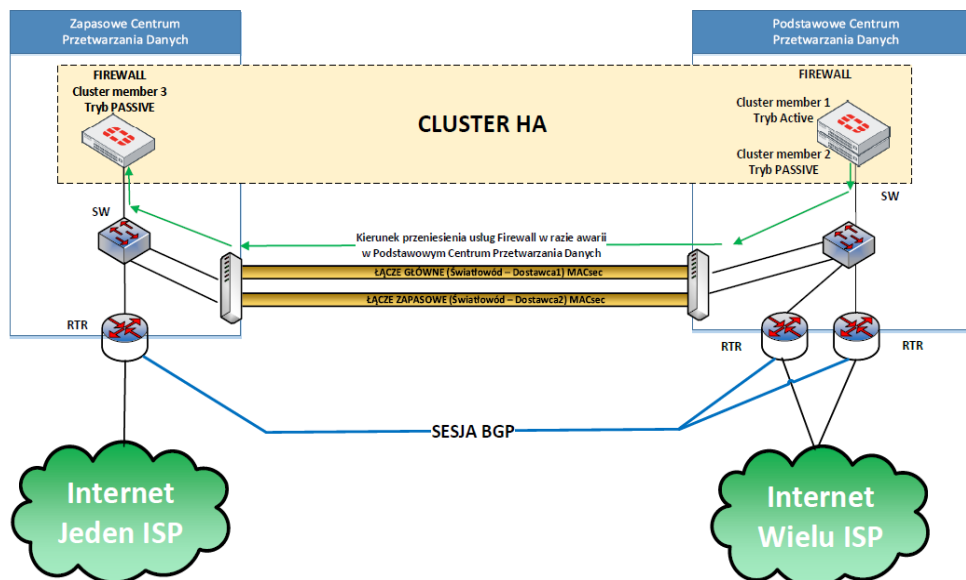 Zapasowe Centrum
Przetwarzania Danych
Podstawowe Centrum
Przetwarzania Danych
FIREWALL
Cluster member 3
Tryb PASSIVE
CLUSTER HA
FIREWALL
Cluster member 1
Tryb Active
Cluster member 2
Tryb PASSIVE
SW
SW
Kierunek przeniesienia usług Firewall w razie awarii
w Podstawowym Centrum Przetwarzania Danych
ŁĄCZE GŁÓWNE (Światłowód – Dostawca1) MACsec
ŁĄCZE ZAPASOWE (Światłowód – Dostawca2) MACsec
RTR
RTR
RTR
SESJA BGP
Internet
Jeden ISP
Internet
Wielu ISP